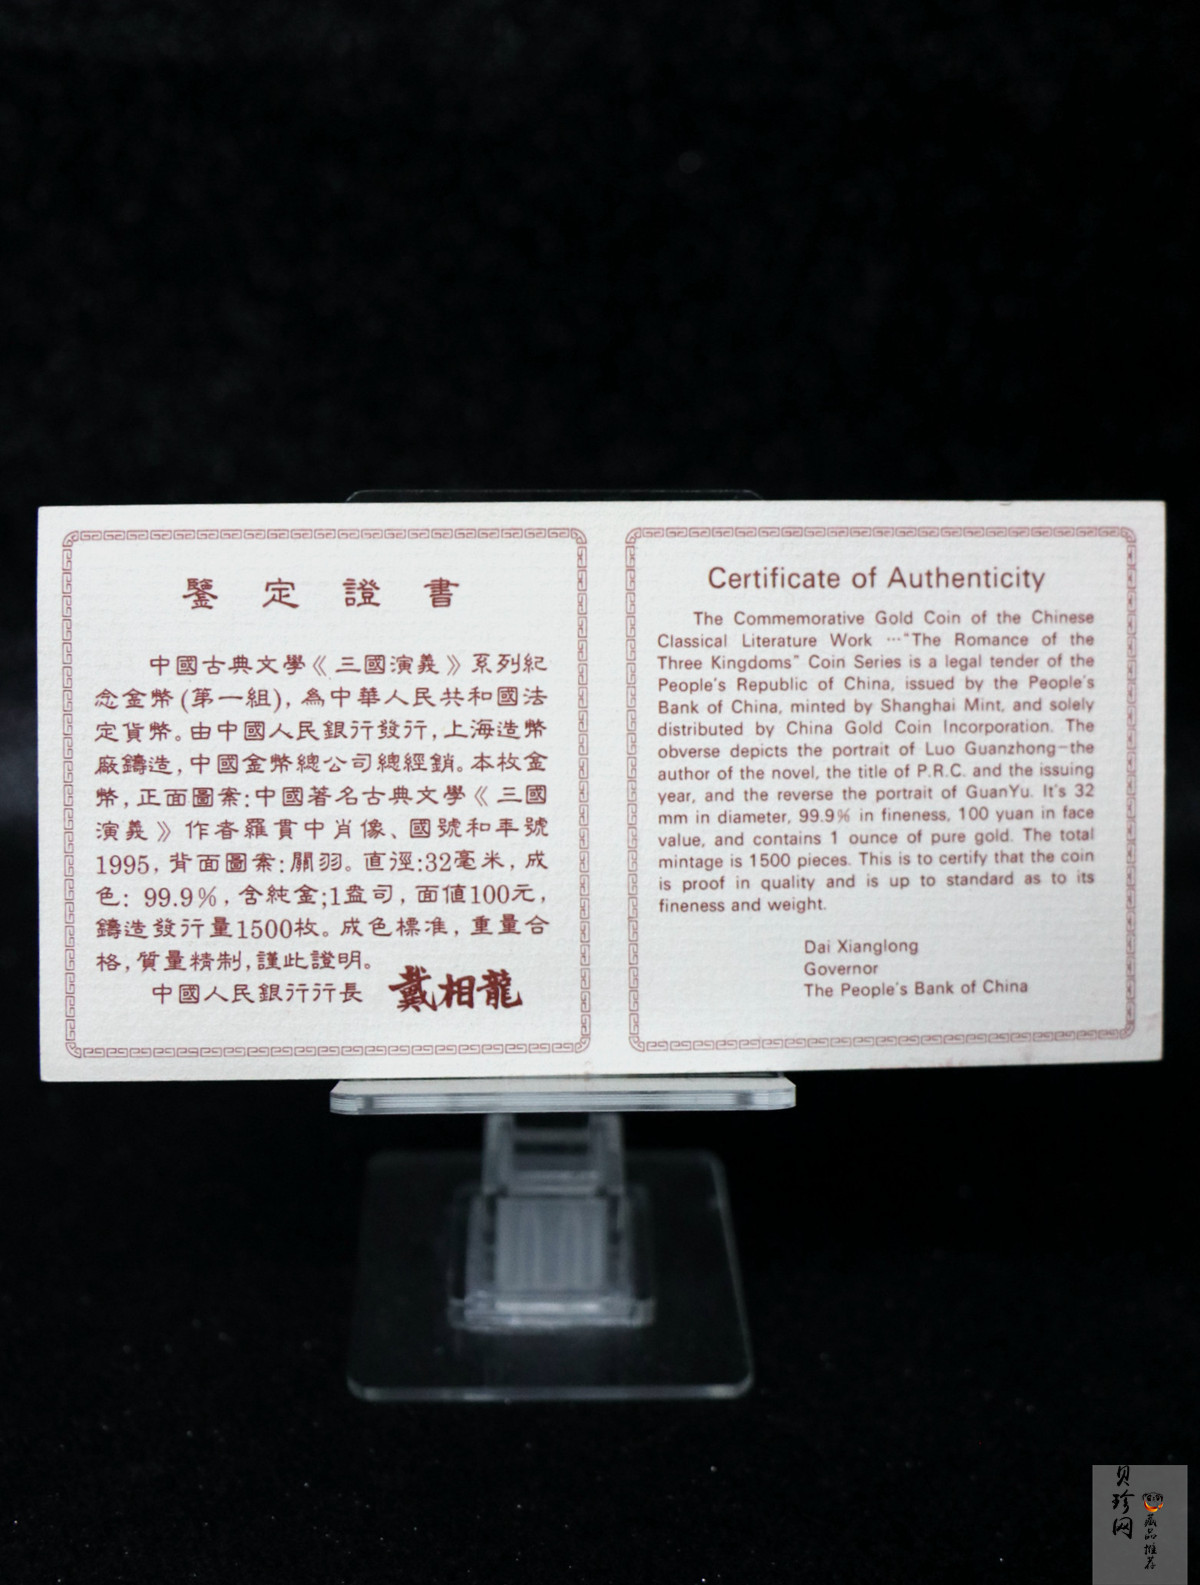 鑒定證書
中國古典文學《三國演義》系列紀
念金幣(第一組),為中華人民共和國法
定貨幣。由中國人民銀行發行,上海造幣
廠鑄造,中國金幣總公司總經銷。本枚金
幣,正面圖案:中國著名古典文學《三國
演義》作者羅貫中肖像、國號和年號
1995,背面圖案:關羽。直徑:32毫米,成
色: 99.9%,含純金;1盎司,面值100元,
鑄造發行量1500枚。成色標准,重量合
格,質量精制,謹此證明。
中國人民銀行行長 戴相龍
Certificate of Authenticity
The Commemorative Gold Coin of the Chinese
Classical Literature Work ···"The Romance of the
Three Kingdoms" Coin Series is a legal tender of the
People's Republic of China, issued by the People's
Bank of China, minted by Shanghai Mint, and solely
distributed by China Gold Coin Incorporation. The
obverse depicts the portrait of Luo Guanzhong-the
author of the novel, the title of P.R.C. and the issuing
year, and the reverse the portrait of GuanYu. It's 32
mm in diameter, 99.9% in fineness, 100 yuan in face
value, and contains 1 ounce of pure gold. The total
mintage is 1500 pieces. This is to certify that the coin
is proof in quality and is up to standard as to its
fineness and weight.
Dai Xianglong
Governor
The People's Bank of China
贝珍网
藏品推荐